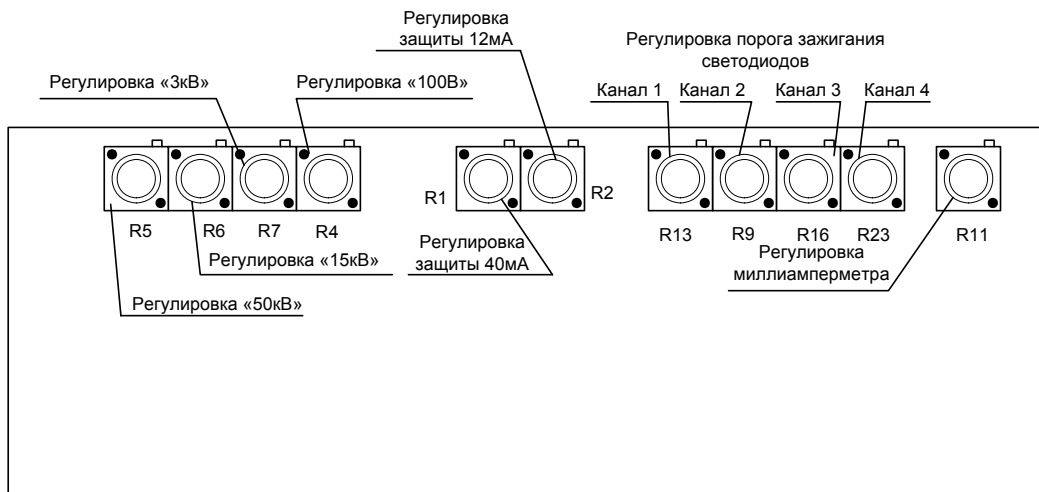 Регулировка
защиты 12мА
Регулировка порога зажигания
светодиодов
Регулировка «3кВ»
Регулировка «100В»
Канал 1
Канал 2
Канал 3
Канал 4
R1
R2
R5
R6
R7
R4
R13
R9
R16
R23
R11
Регулировка
защиты 40мА
Регулировка
миллиамперметра
Регулировка «15кВ»
Регулировка «50кВ»